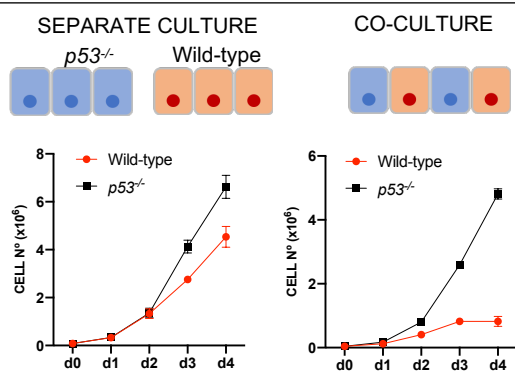 SEPARATE CULTURE
p53-/- Wild-type
CO-CULTURE
Wild-type
p53-/-
CELL Nº (x10⁶)
8
6
4
2
0
d0 d1 d2 d3 d4
Wild-type
p53-/-
CELL Nº (x10⁶)
6
4
2
0
d0 d1 d2 d3 d4